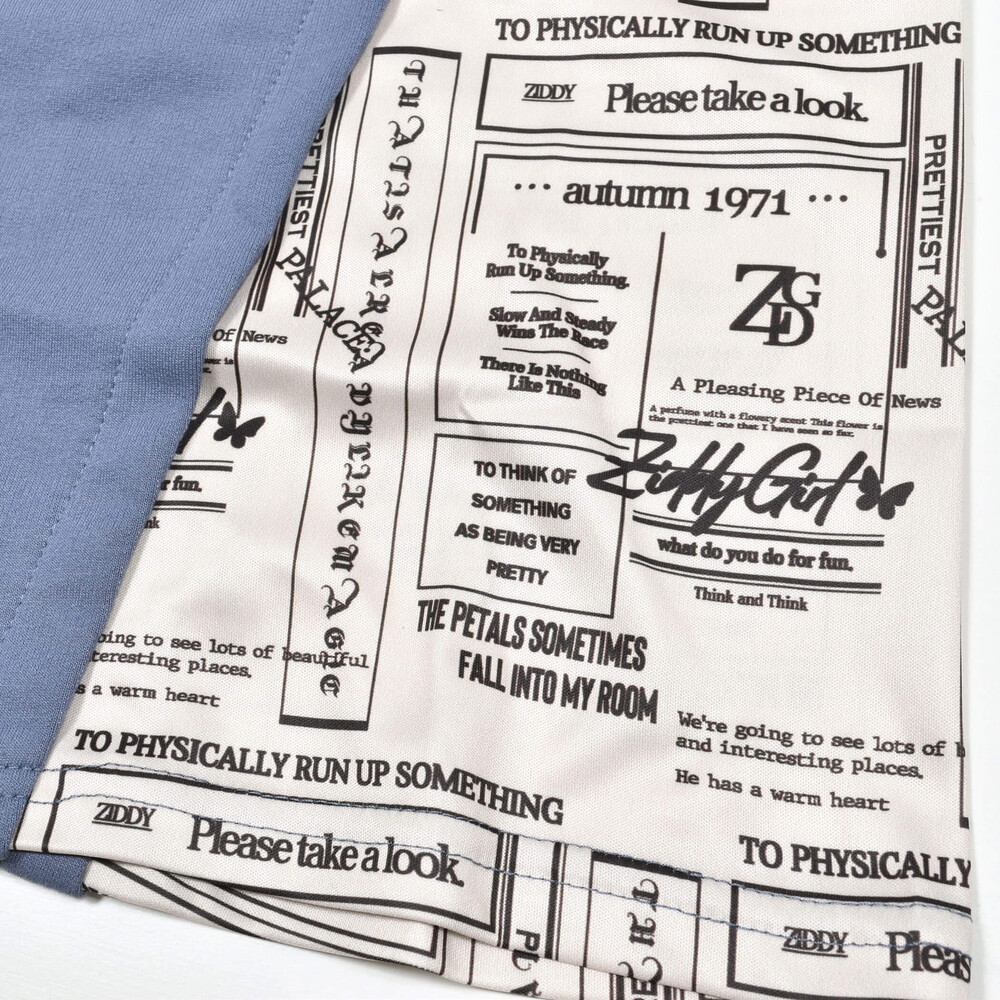 TO PHYSICALLY RUN UP SOMETHING
ZIDDY Please take a look.
PRETTIEST
PALACE
PRETTIEST
··· autumn 1971 ···
To Physically
Run Up Something.
Slow And Steady
Wins The Race
There Is Nothing
Like This
ZGD
A Pleasing Piece Of News
A perfume with a flowery scent This flower is
the prettiest one that I have seen so far.
Ziddy Girl
what do you do for fun.
Think and Think
Of News
r fun.
TO THINK OF
SOMETHING
AS BEING VERY
PRETTY
THE PETALS SOMETIMES
FALL INTO MY ROOM
oing to see lots of beautiful
teresting places.
s a warm heart
We're going to see lots of
and interesting places.
He has a warm heart
TO PHYSICALLY RUN UP SOMETHING
ZIDDY Please take a look.
TO PHYSICALLY
ZIDDY Pleas